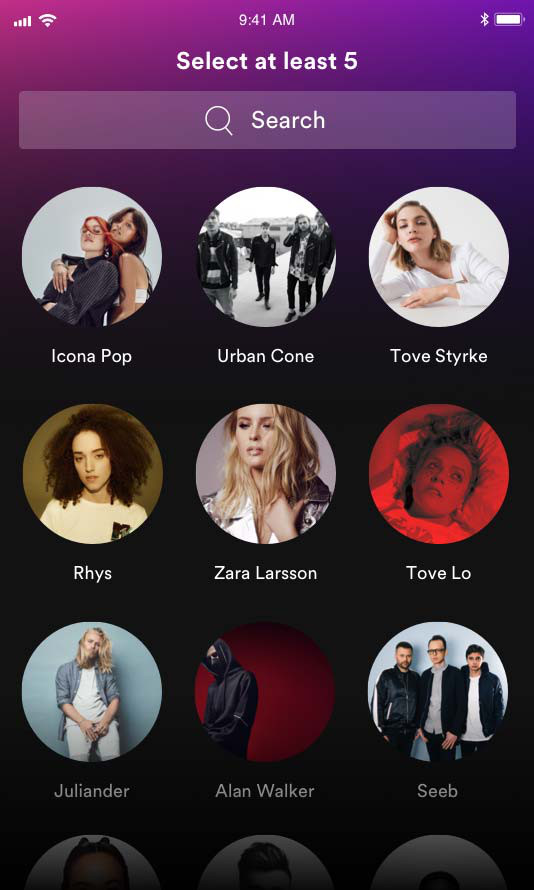 9:41 AM
Select at least 5
Search
Icona Pop
Urban Cone
Tove Styrke
Rhys
Zara Larsson
Tove Lo
Juliander
Alan Walker
Seeb